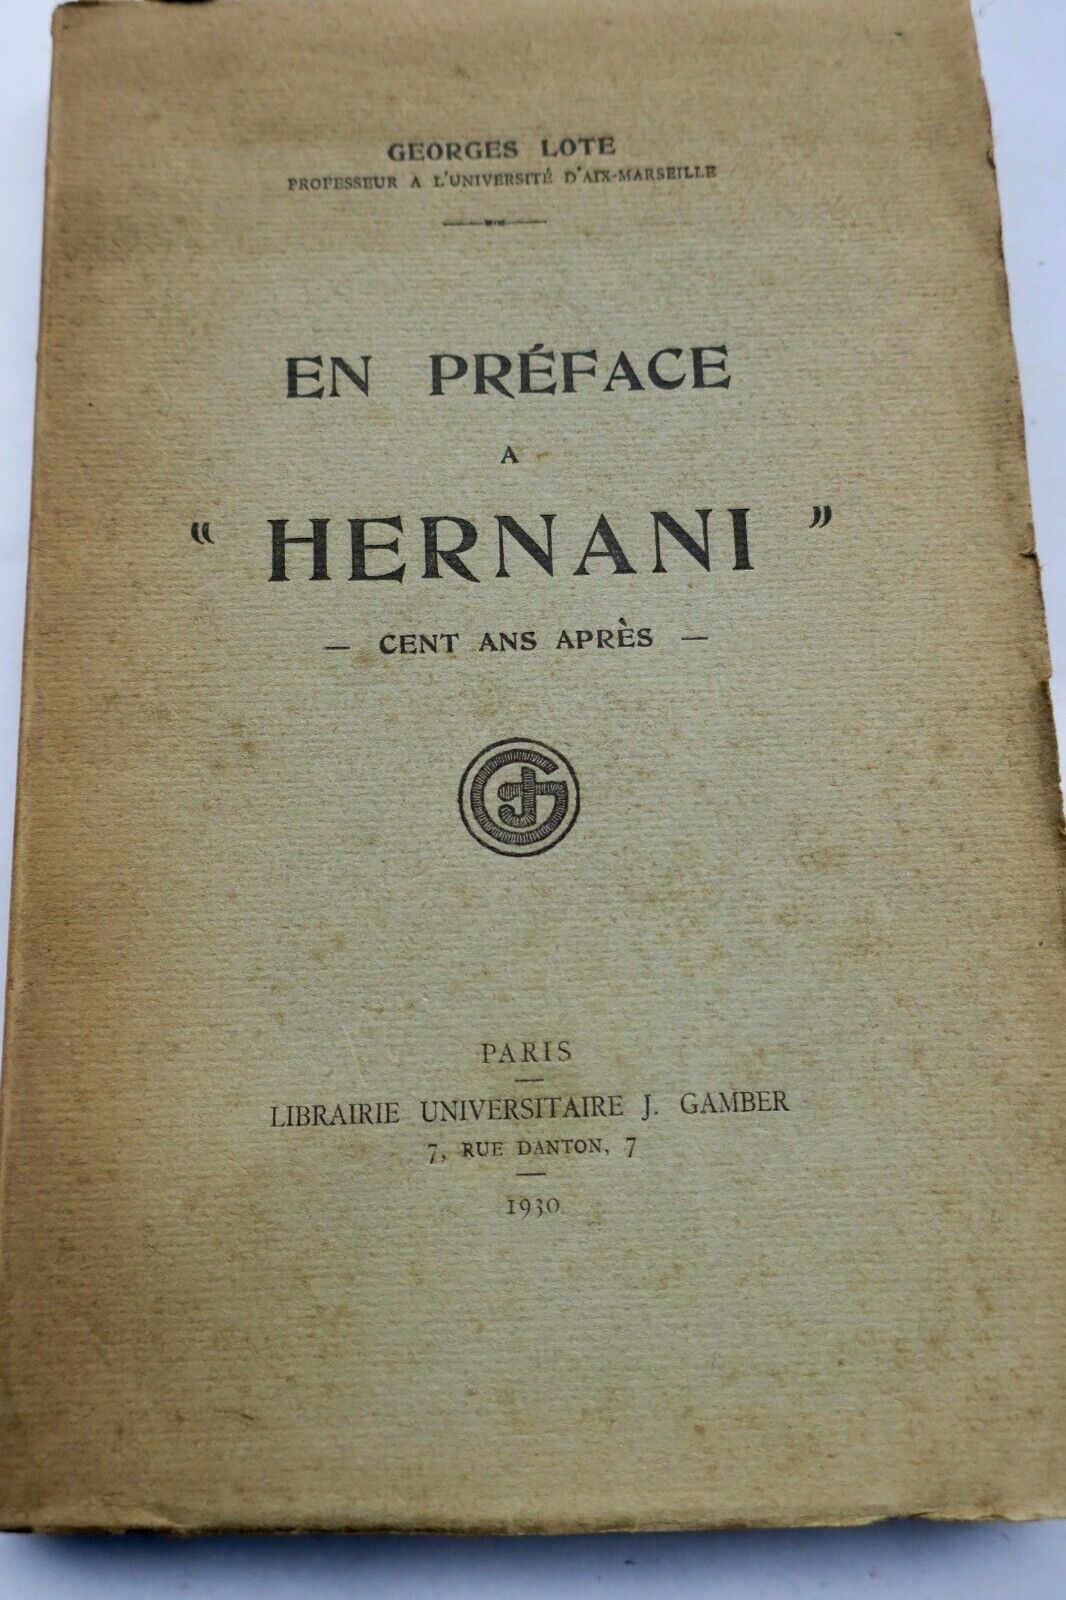 GEORGES LOTE
PROFESSEUR A L'UNIVERSITÉ D'AIX-MARSEILLE
EN PRÉFACE
A
“ HERNANI ”
— CENT ANS APRÈS —
PARIS
LIBRAIRIE UNIVERSITAIRE J. GAMBER
7, RUE DANTON, 7
1930